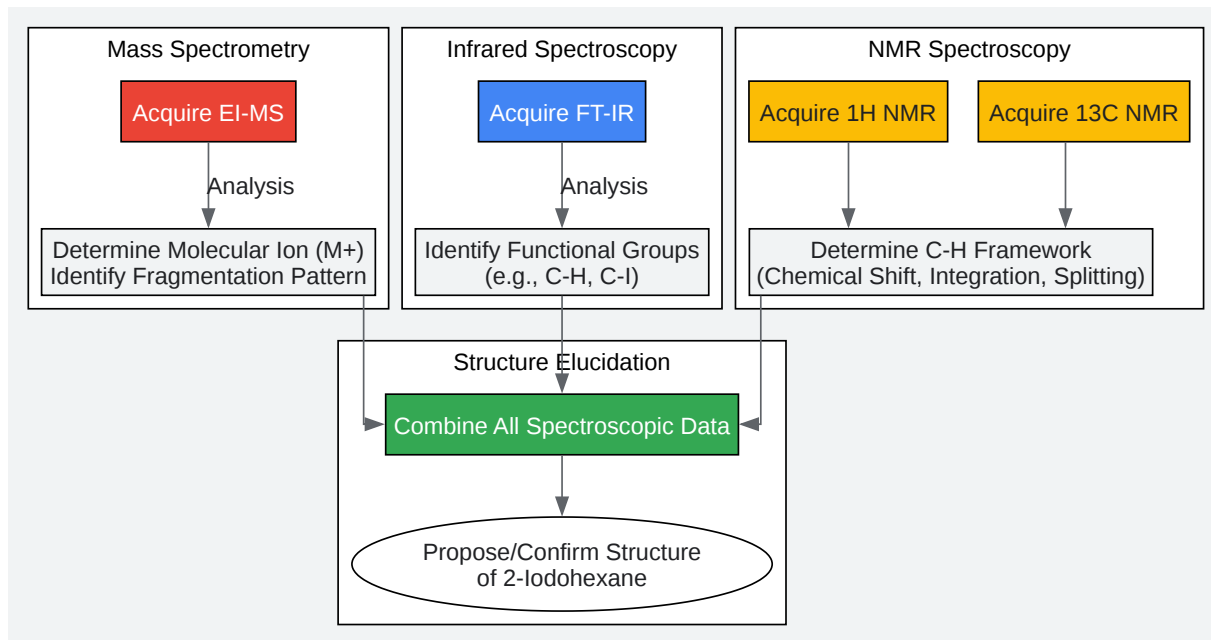 Mass Spectrometry
Acquire EI-MS
Analysis
Determine Molecular Ion (M+)
Identify Fragmentation Pattern
Infrared Spectroscopy
Acquire FT-IR
Analysis
Identify Functional Groups
(e.g., C-H, C-I)
NMR Spectroscopy
Acquire 1H NMR
Acquire 13C NMR
Determine C-H Framework
(Chemical Shift, Integration, Splitting)
Structure Elucidation
Combine All Spectroscopic Data
Propose/Confirm Structure
of 2-Iodohexane